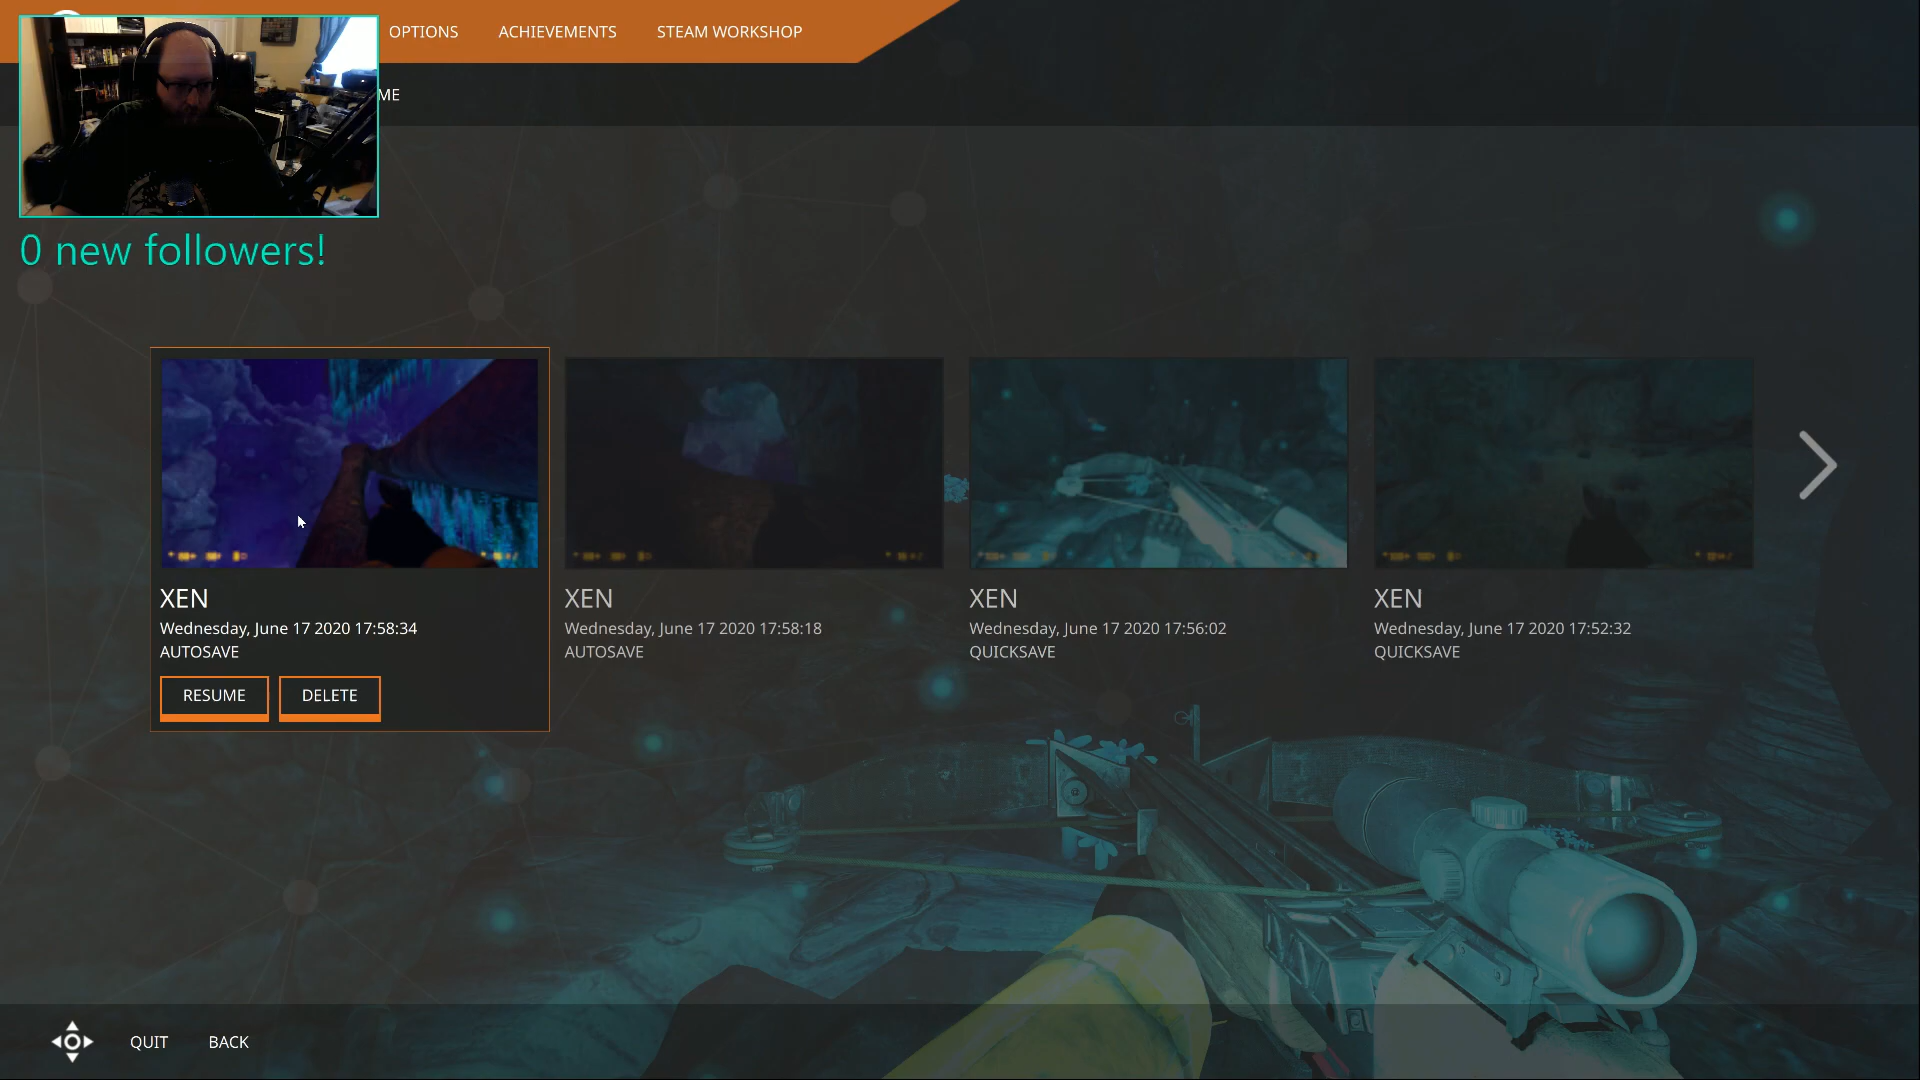 OPTIONS ACHIEVEMENTS STEAM WORKSHOP
ME
0 new followers!
XEN
Wednesday, June 17 2020 17:58:34
AUTOSAVE
RESUME DELETE
XEN
Wednesday, June 17 2020 17:58:18
AUTOSAVE
XEN
Wednesday, June 17 2020 17:56:02
QUICKSAVE
XEN
Wednesday, June 17 2020 17:52:32
QUICKSAVE
QUIT BACK